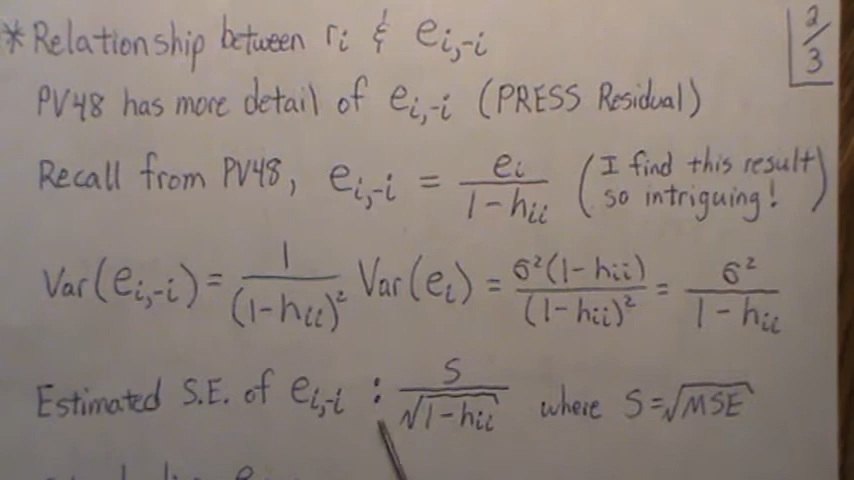 *Relationship between ri & ei,-i
2/3
PV48 has more detail of ei,-i (PRESS Residual)
Recall from PV48, ei,-i = ei / (1-hii) (I find this result so intriguing!)
Var(ei,-i) = 1/(1-hii)² Var(ei) = σ²(1-hii)/(1-hii)² = σ²/(1-hii)
Estimated S.E. of ei,-i : S/√(1-hii) where S=√MSE